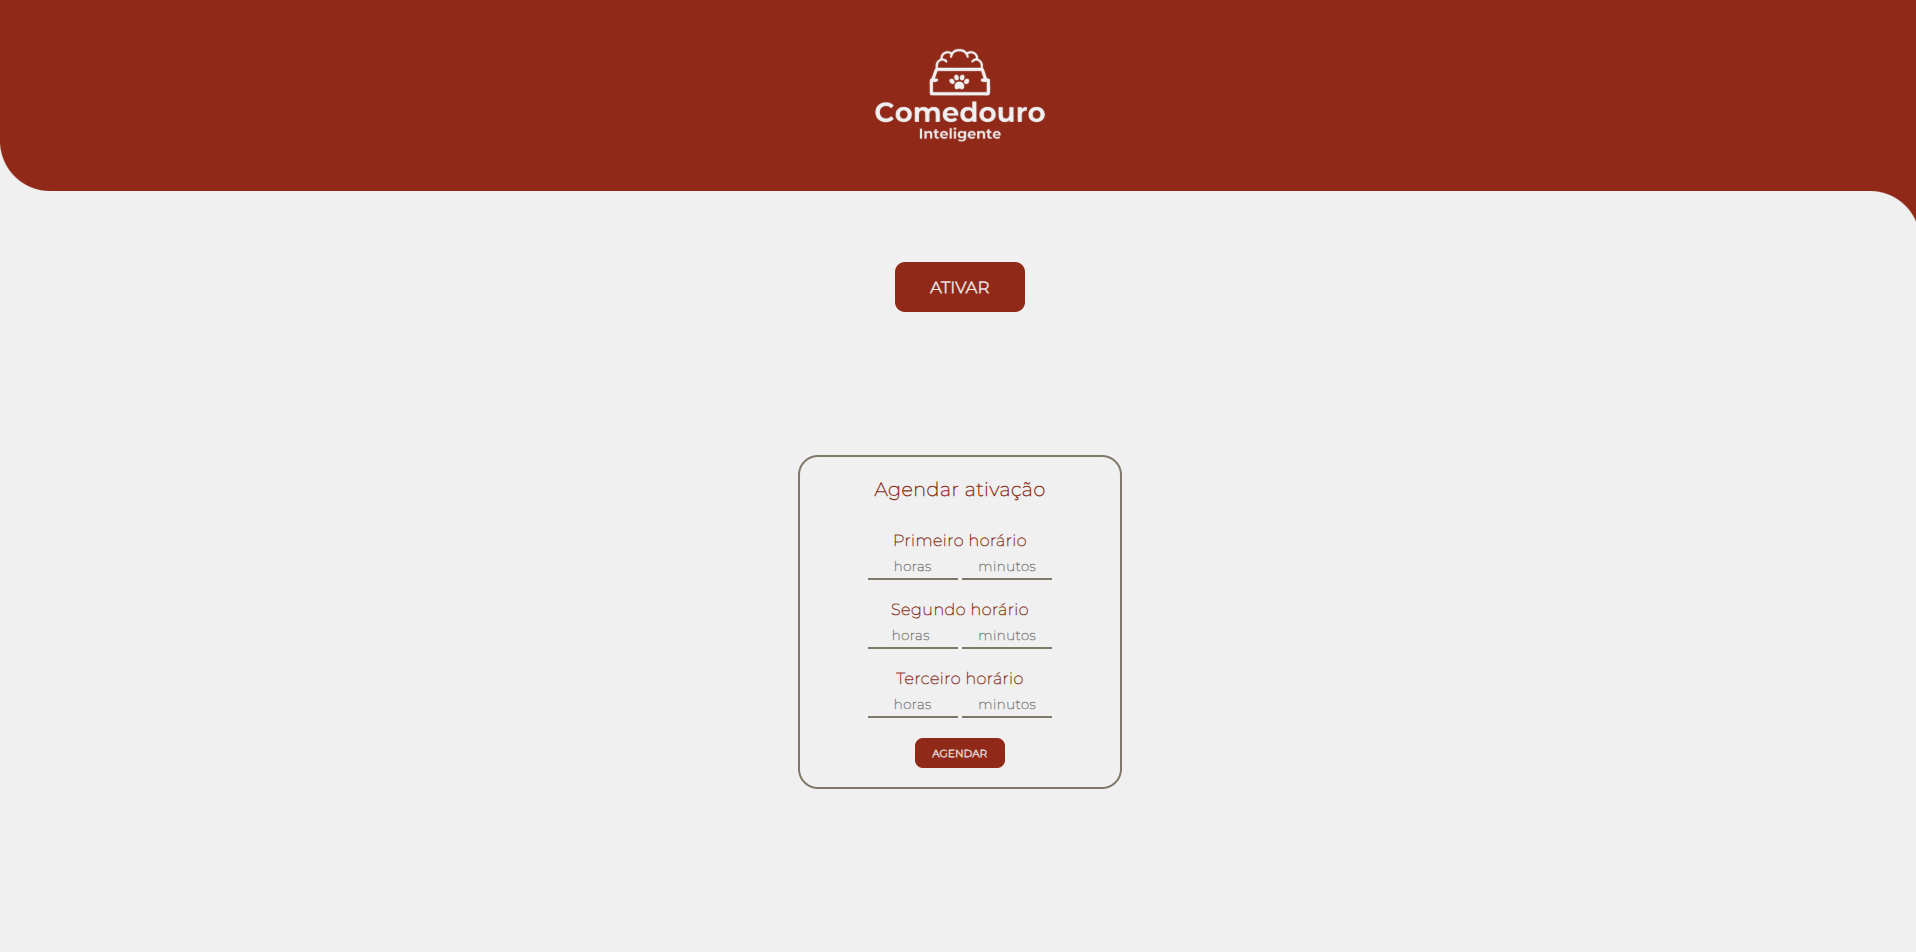 Comedouro
Inteligente
ATIVAR
Agendar ativação
Primeiro horário
horas minutos
Segundo horário
horas minutos
Terceiro horário
horas minutos
AGENDAR